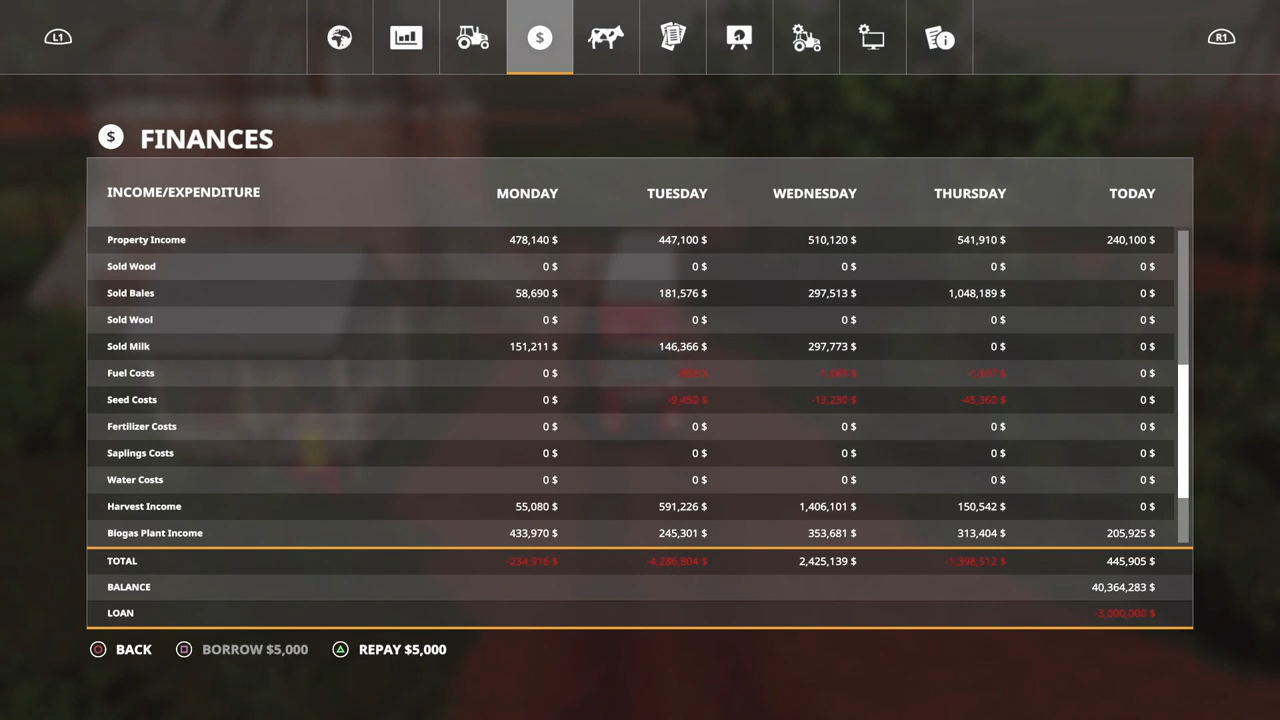 L1 $ R1
$ FINANCES
INCOME/EXPENDITURE MONDAY TUESDAY WEDNESDAY THURSDAY TODAY
Property Income 478,140 $ 447,100 $ 510,120 $ 541,910 $ 240,100 $
Sold Wood 0 $ 0 $ 0 $ 0 $ 0 $
Sold Bales 58,690 $ 181,576 $ 297,513 $ 1,048,189 $ 0 $
Sold Wool 0 $ 0 $ 0 $ 0 $ 0 $
Sold Milk 151,211 $ 146,366 $ 297,773 $ 0 $ 0 $
Fuel Costs 0 $ 0 $
Seed Costs 0 $ -9,450 $ -13,230 $ -45,360 $ 0 $
Fertilizer Costs 0 $ 0 $ 0 $ 0 $ 0 $
Saplings Costs 0 $ 0 $ 0 $ 0 $ 0 $
Water Costs 0 $ 0 $ 0 $ 0 $ 0 $
Harvest Income 55,080 $ 591,226 $ 1,406,101 $ 150,542 $ 0 $
Biogas Plant Income 433,970 $ 245,301 $ 353,681 $ 313,404 $ 205,925 $
TOTAL -4,286,804 $ 2,425,139 $ -1,398,512 $ 445,905 $
BALANCE 40,364,283 $
LOAN -3,000,000 $
BACK BORROW $5,000 REPAY $5,000